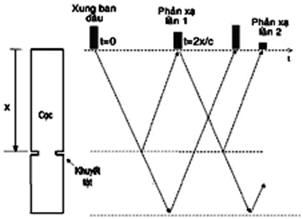 Xung ban
đầu
t=0
Phản xạ
lần 1
t=2x/c
Phản xạ
lần 2
t
x
Cọc
Khuyết
tật